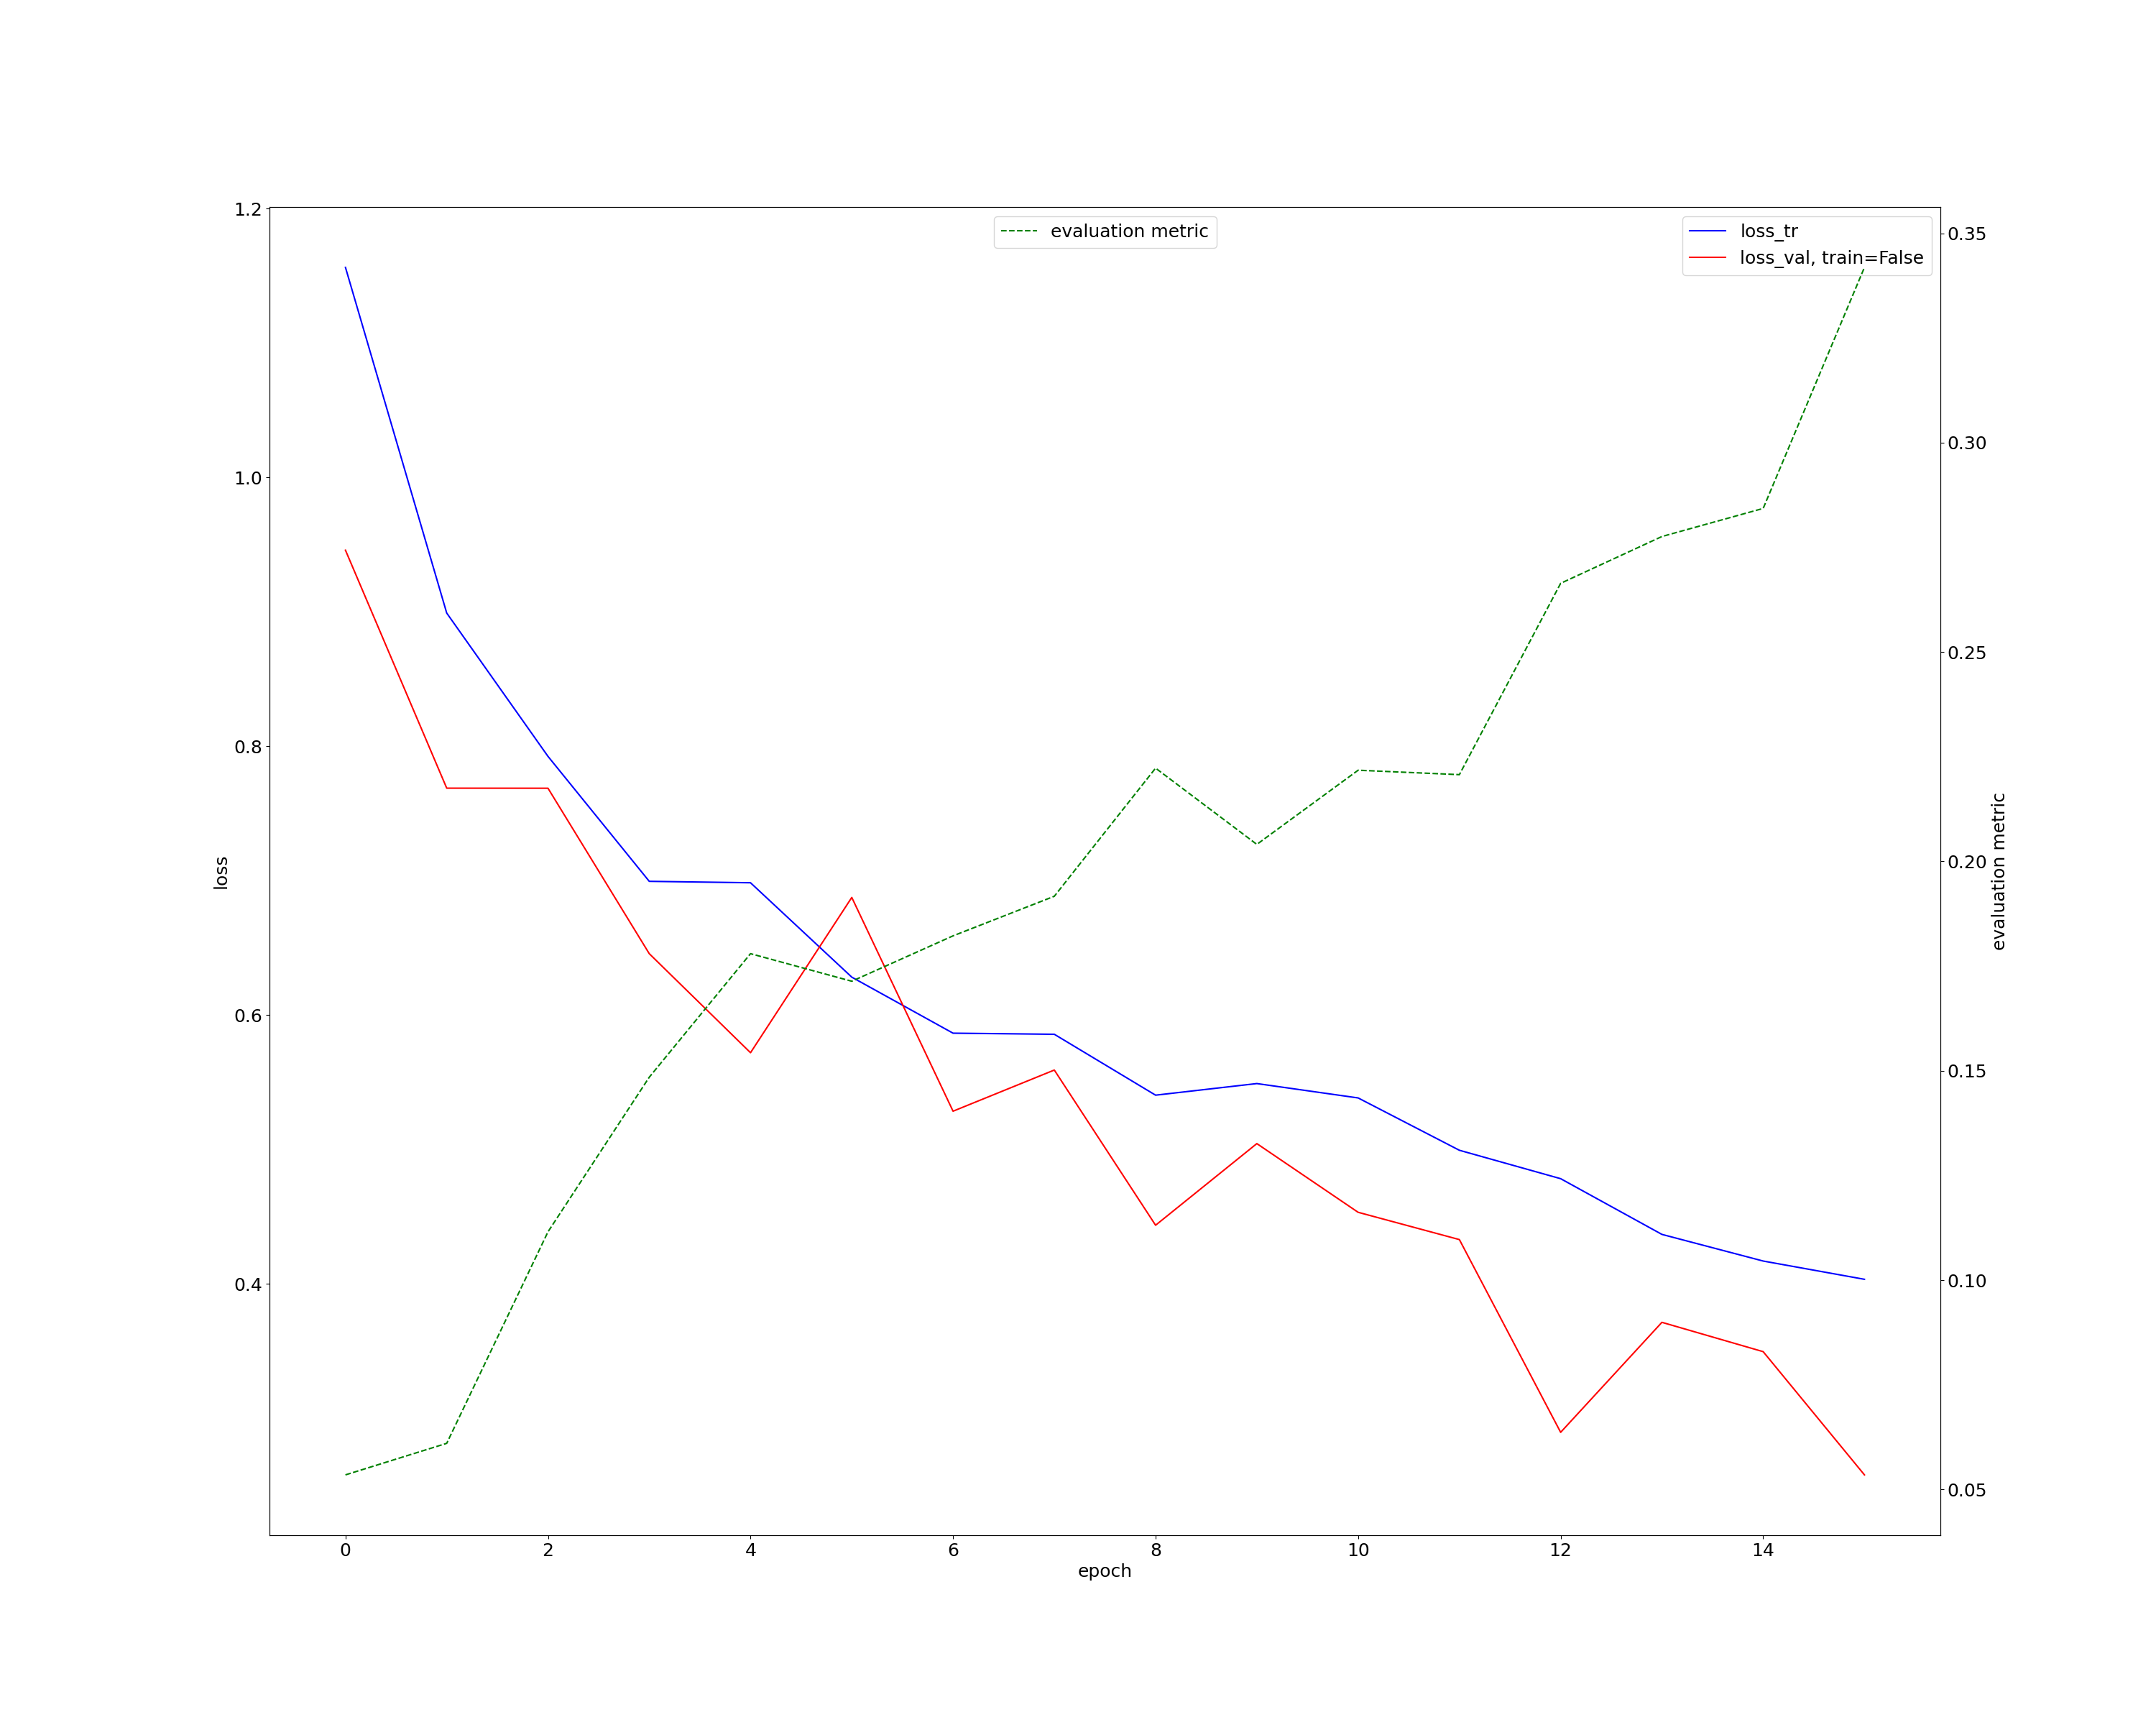 1.2
1.0
0.8
0.6
0.4
loss
evaluation metric
loss_tr
loss_val, train=False
0.35
0.30
0.25
0.20
0.15
0.10
0.05
evaluation metric
0 2 4 6 8 10 12 14
epoch